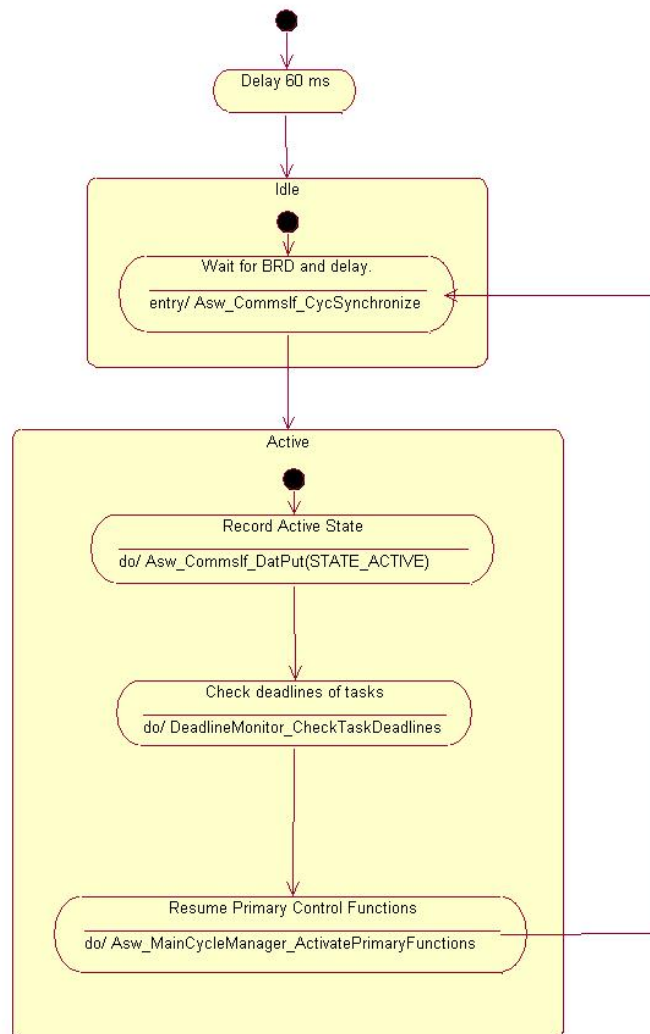 Delay 60 ms
Idle
Wait for BRD and delay.
entry/ Asw_CommsIf_CycSynchronize
Active
Record Active State
do/ Asw_CommsIf_DatPut(STATE_ACTIVE)
Check deadlines of tasks
do/ DeadlineMonitor_CheckTaskDeadlines
Resume Primary Control Functions
do/ Asw_MainCycleManager_ActivatePrimaryFunctions